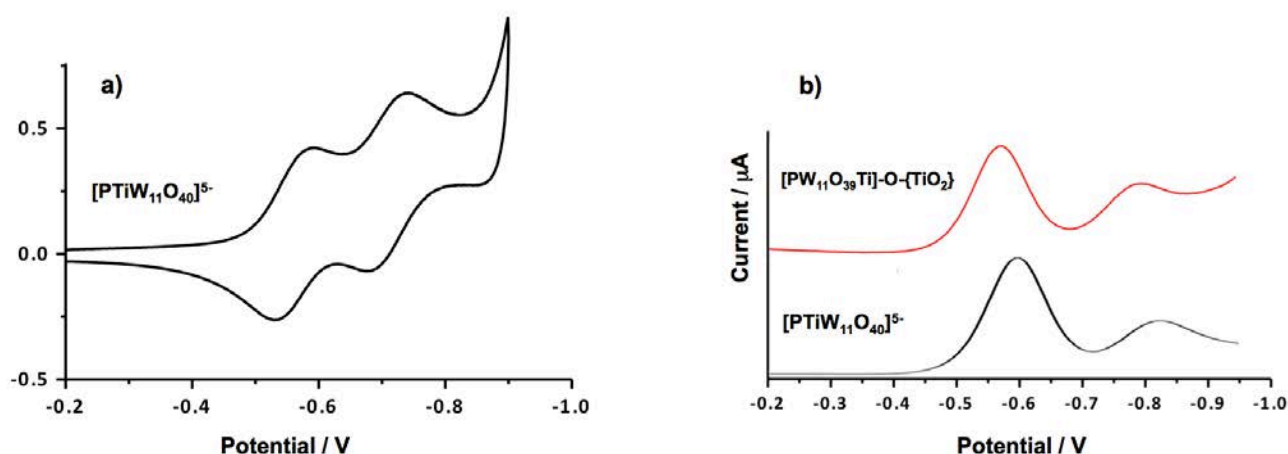 a)
0.5
0.0
-0.5
[PTiW₁₁O₄₀]⁵⁻
-0.2 -0.4 -0.6 -0.8 -1.0
Potential / V
b)
Current / μA
[PW₁₁O₃₉Ti]-O-{TiO₂}
[PTiW₁₁O₄₀]⁵⁻
-0.2 -0.3 -0.4 -0.5 -0.6 -0.7 -0.8 -0.9 -1.0
Potential / V